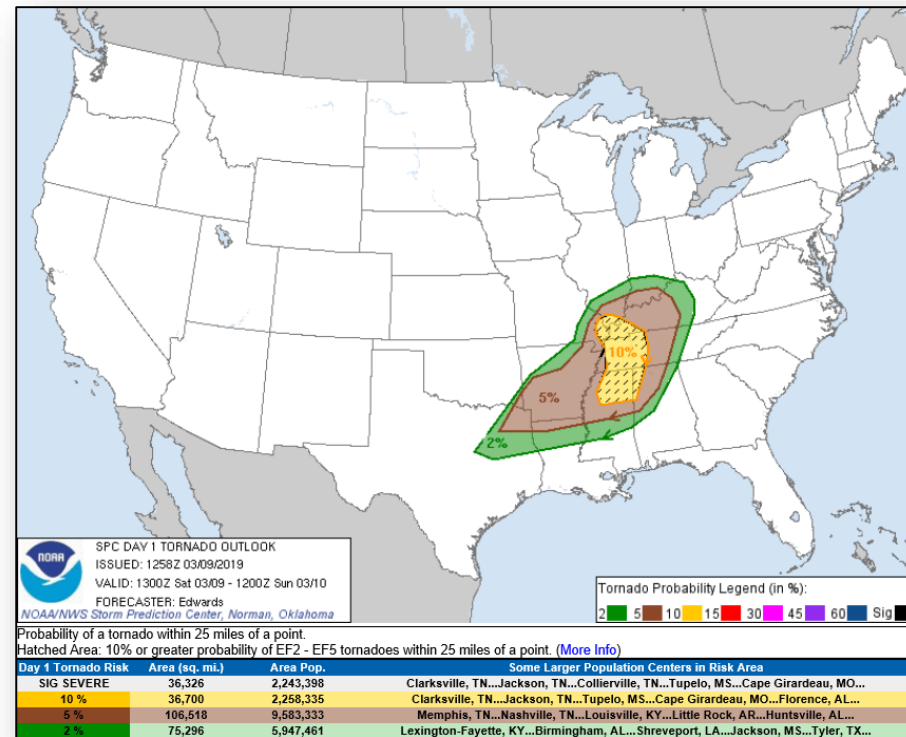 10%
5%
2%
NOAA
SPC DAY 1 TORNADO OUTLOOK
ISSUED: 1258Z 03/09/2019
VALID: 1300Z Sat 03/09 - 1200Z Sun 03/10
FORECASTER: Edwards
NOAA/NWS Storm Prediction Center, Norman, Oklahoma
Tornado Probability Legend (in %):
2 5 10 15 30 45 60 Sig
Probability of a tornado within 25 miles of a point.
Hatched Area: 10% or greater probability of EF2 - EF5 tornadoes within 25 miles of a point. (More Info)
Day 1 Tornado Risk Area (sq. mi.) Area Pop. Some Larger Population Centers in Risk Area
SIG SEVERE 36,326 2,243,398 Clarksville, TN...Jackson, TN...Collierville, TN...Tupelo, MS...Cape Girardeau, MO...
10 % 36,700 2,258,335 Clarksville, TN...Jackson, TN...Tupelo, MS...Cape Girardeau, MO...Florence, AL...
5 % 106,518 9,583,333 Memphis, TN...Nashville, TN...Louisville, KY...Little Rock, AR...Huntsville, AL...
2 % 75,296 5,947,461 Lexington-Fayette, KY...Birmingham, AL...Shreveport, LA...Jackson, MS...Tyler, TX...